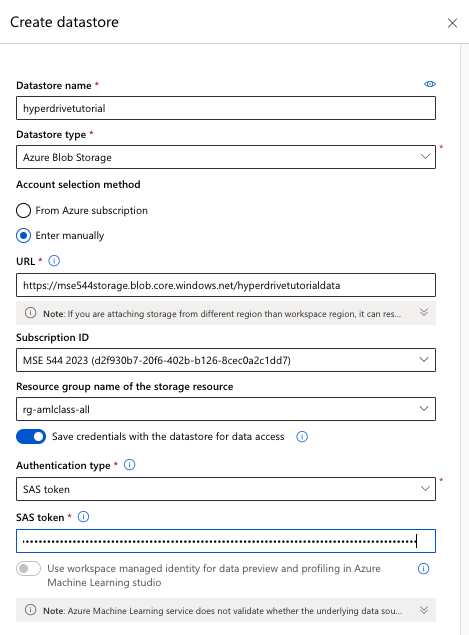 Create datastore
Datastore name *
hyperdrivetutorial
Datastore type *
Azure Blob Storage
*
Account selection method
From Azure subscription
Enter manually
URL *
https://mse544storage.blob.core.windows.net/hyperdrivetutorialdata
Note: If you are attaching storage from different region than workspace region, it can res...
Subscription ID
MSE 544 2023 (d2f930b7-20f6-402b-b126-8cec0a2c1dd7)
Resource group name of the storage resource
rg-amlclass-all
Save credentials with the datastore for data access
Authentication type *
SAS token
*
SAS token *
Use workspace managed identity for data preview and profiling in Azure
Machine Learning studio
Note: Azure Machine Learning service does not validate whether the underlying data sou...